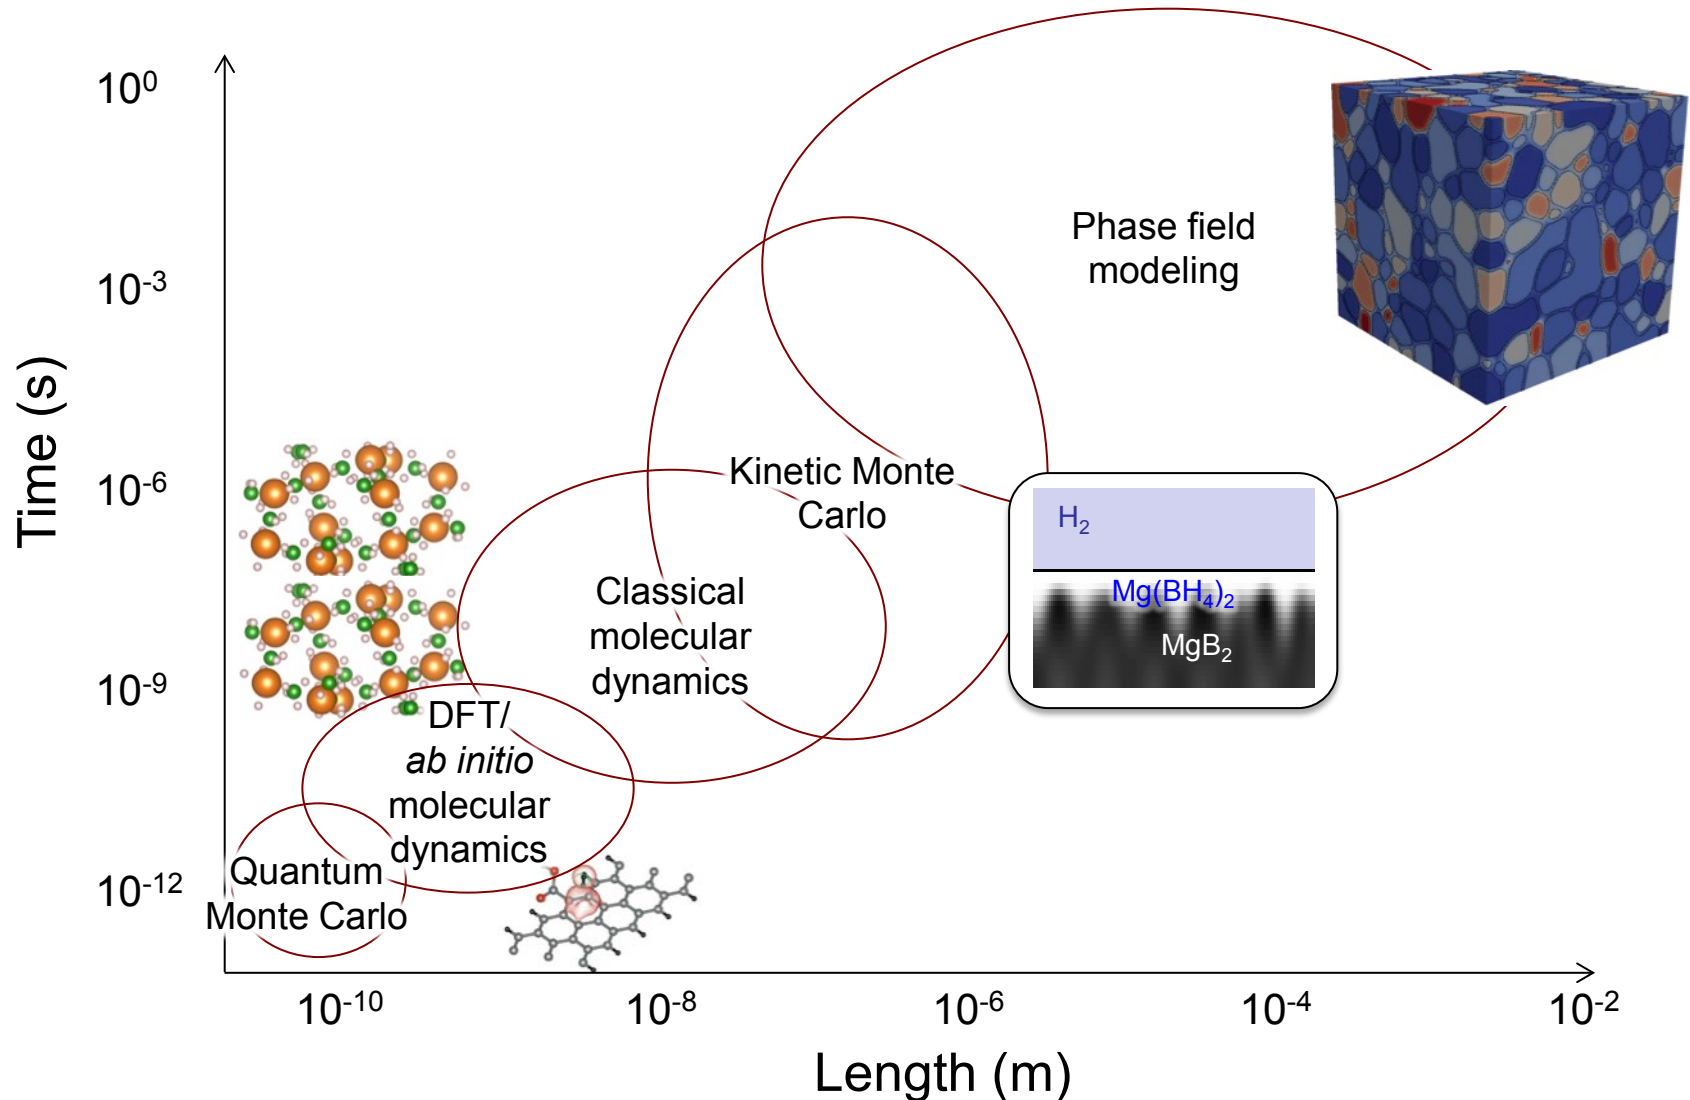 10⁰
10⁻³
10⁻⁶
10⁻⁹
10⁻¹²
Time (s)
Phase field
modeling
Kinetic Monte
Carlo
Classical
molecular
dynamics
DFT/
ab initio
molecular
dynamics
Quantum
Monte Carlo
H₂
Mg(BH₄)₂
MgB₂
10⁻¹⁰
10⁻⁸
10⁻⁶
10⁻⁴
10⁻²
Length (m)